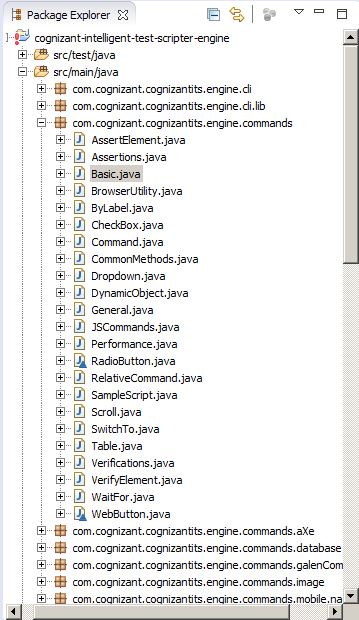 Package Explorer
cognizant-intelligent-test-scripter-engine
src/test/java
src/main/java
com.cognizant.cognizantits.engine.cli
com.cognizant.cognizantits.engine.cli.lib
com.cognizant.cognizantits.engine.commands
AssertElement.java
Assertions.java
Basic.java
BrowserUtility.java
ByLabel.java
CheckBox.java
Command.java
CommonMethods.java
Dropdown.java
DynamicObject.java
General.java
JSCommands.java
Performance.java
RadioButton.java
RelativeCommand.java
SampleScript.java
Scroll.java
SwitchTo.java
Table.java
Verifications.java
VerifyElement.java
WaitFor.java
WebButton.java
com.cognizant.cognizantits.engine.commands.aXe
com.cognizant.cognizantits.engine.commands.database
com.cognizant.cognizantits.engine.commands.galenCom
com.cognizant.cognizantits.engine.commands.image
com.cognizant.cognizantits.engine.commands.mobile.na